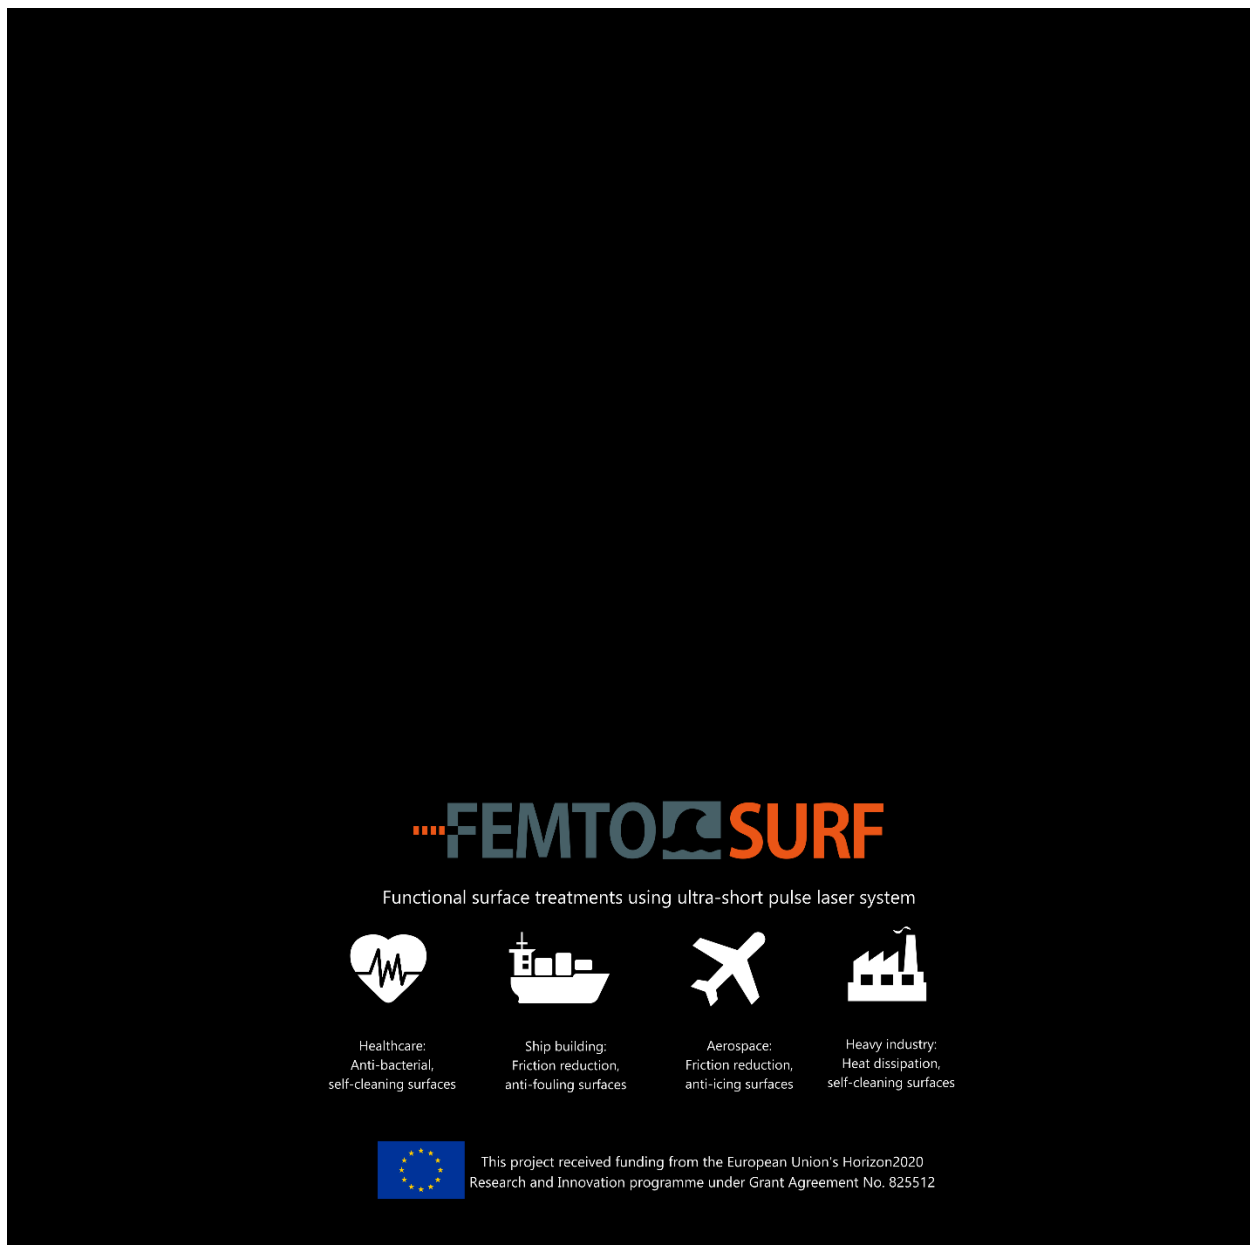 FEMTO SURF
Functional surface treatments using ultra-short pulse laser system
Healthcare:
Anti-bacterial,
self-cleaning surfaces
Ship building:
Friction reduction,
anti-fouling surfaces
Aerospace:
Friction reduction,
anti-icing surfaces
Heavy industry:
Heat dissipation,
self-cleaning surfaces
This project received funding from the European Union's Horizon2020
Research and Innovation programme under Grant Agreement No. 825512